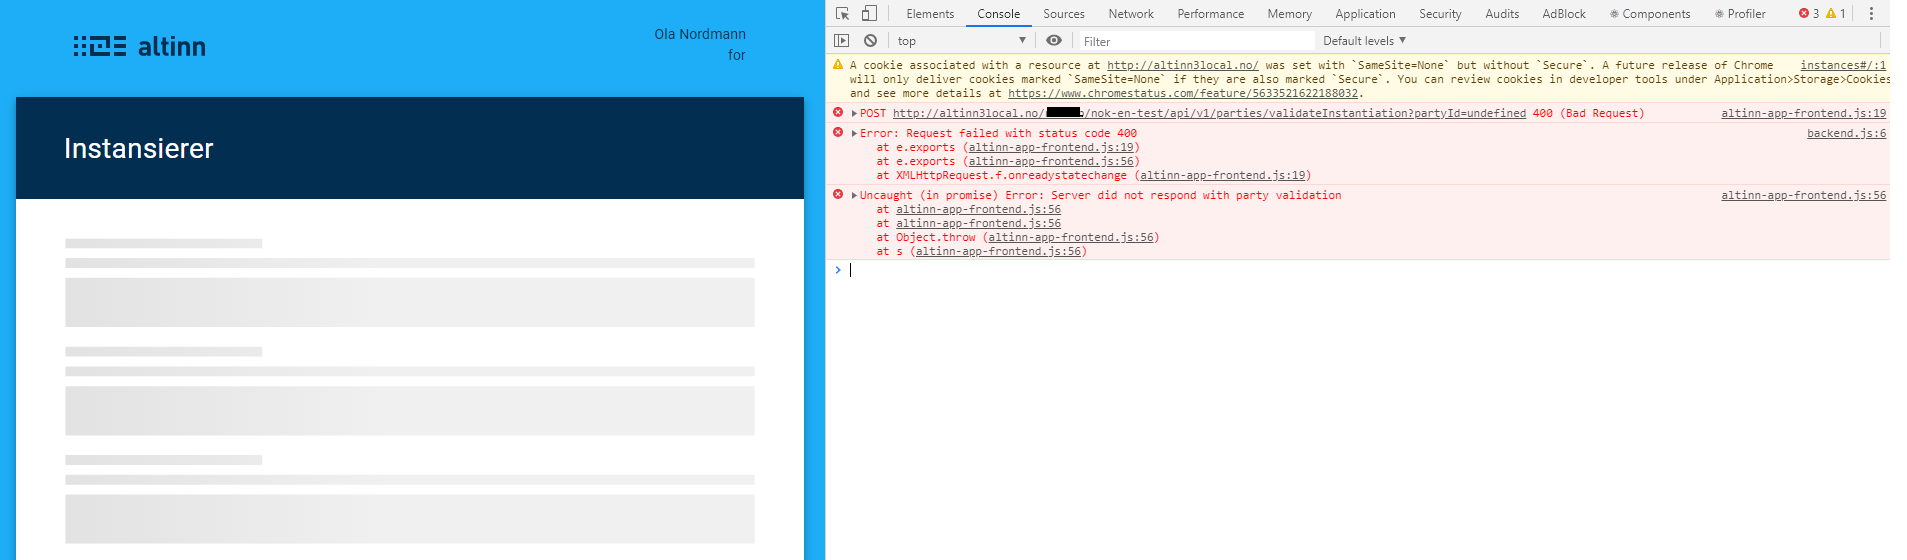 altinn
Ola Nordmann
for
Instansierer
Elements Console Sources Network Performance Memory Application Security Audits AdBlock Components Profiler 3 1
top Filter Default levels
A cookie associated with a resource at http://altinn3local.no/ was set with `SameSite=None` but without `Secure`. A future release of Chrome instances#/:1
will only deliver cookies marked `SameSite=None` if they are also marked `Secure`. You can review cookies in developer tools under Application>Storage>Cookies
and see more details at https://www.chromestatus.com/feature/5633521622188032.
POST http://altinn3local.no/ /nok-en-test/api/v1/parties/validateInstantiation?partyId=undefined 400 (Bad Request) altinn-app-frontend.js:19
Error: Request failed with status code 400 backend.js:6
at e.exports (altinn-app-frontend.js:19)
at e.exports (altinn-app-frontend.js:56)
at XMLHttpRequest.f.onreadystatechange (altinn-app-frontend.js:19)
Uncaught (in promise) Error: Server did not respond with party validation altinn-app-frontend.js:56
at altinn-app-frontend.js:56
at altinn-app-frontend.js:56
at Object.throw (altinn-app-frontend.js:56)
at s (altinn-app-frontend.js:56)